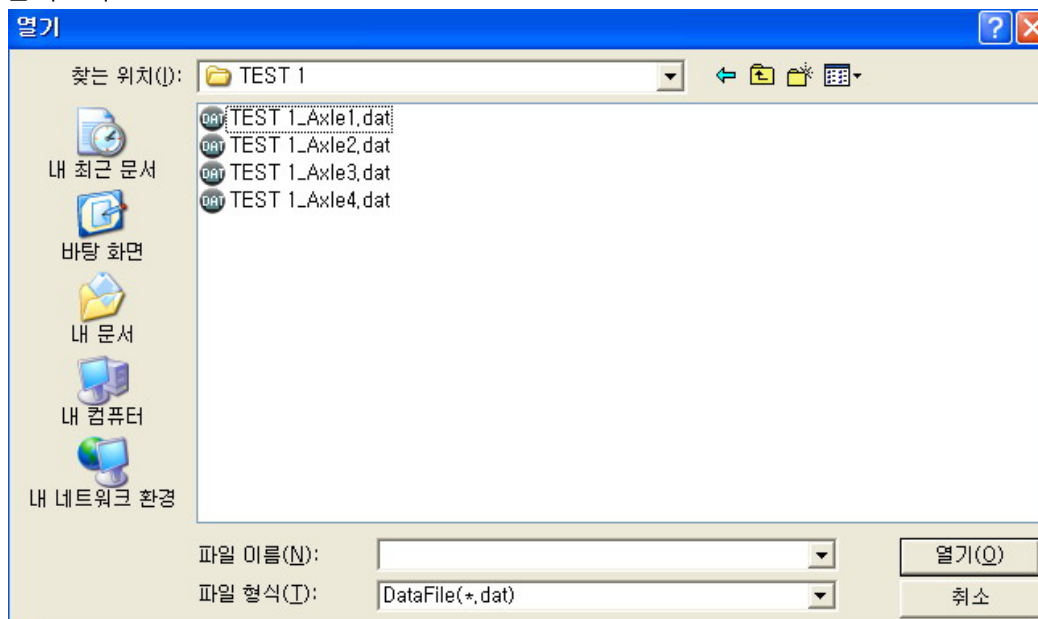 열기
찾는 위치(I): TEST 1
TEST 1_Axle1.dat
TEST 1_Axle2.dat
TEST 1_Axle3.dat
TEST 1_Axle4.dat
내 최근 문서
바탕 화면
내 문서
내 컴퓨터
내 네트워크 환경
파일 이름(N): 열기(O)
파일 형식(T): DataFile(*.dat) 취소